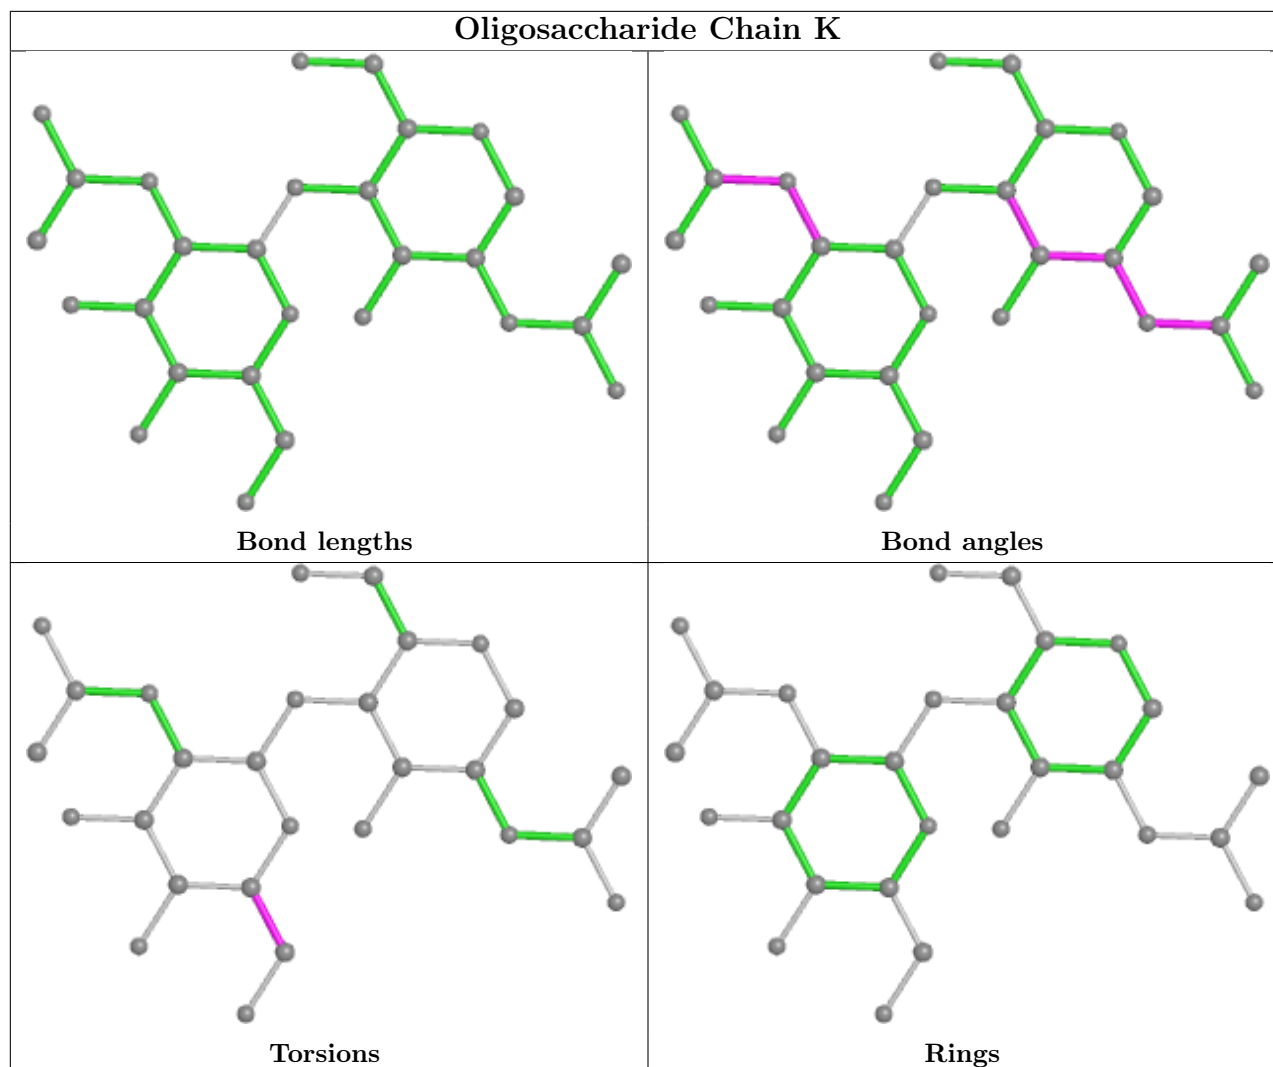 Oligosaccharide Chain K
Bond lengths
Bond angles
Torsions
Rings